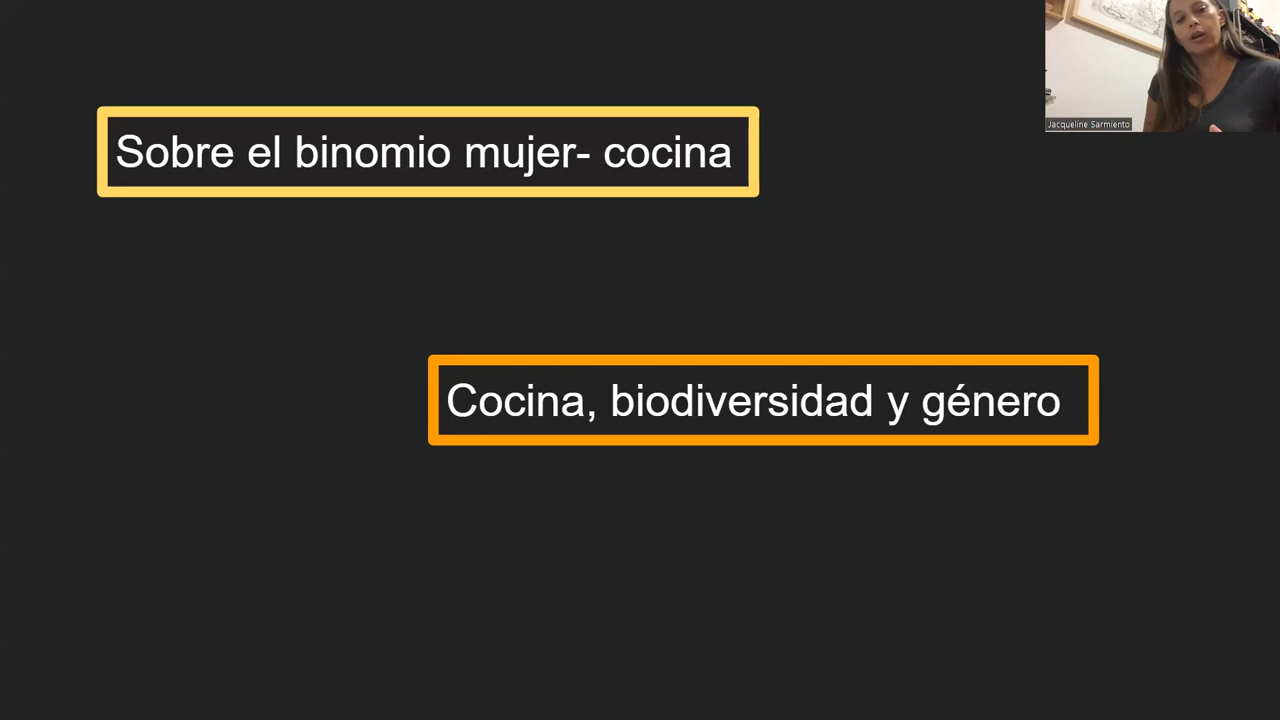 Jacqueline Sarmiento
Sobre el binomio mujer- cocina
Cocina, biodiversidad y género